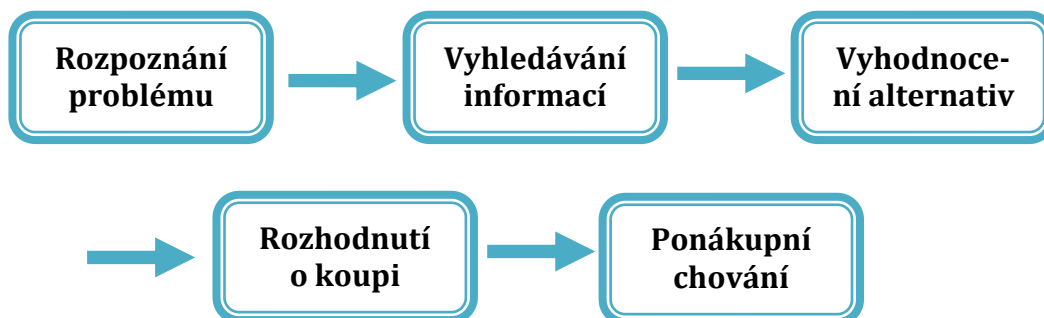 Rozpoznání
problému
Vyhledávání
informací
Vyhodnoce-
ní alternativ
Rozhodnutí
o koupi
Ponákupní
chování